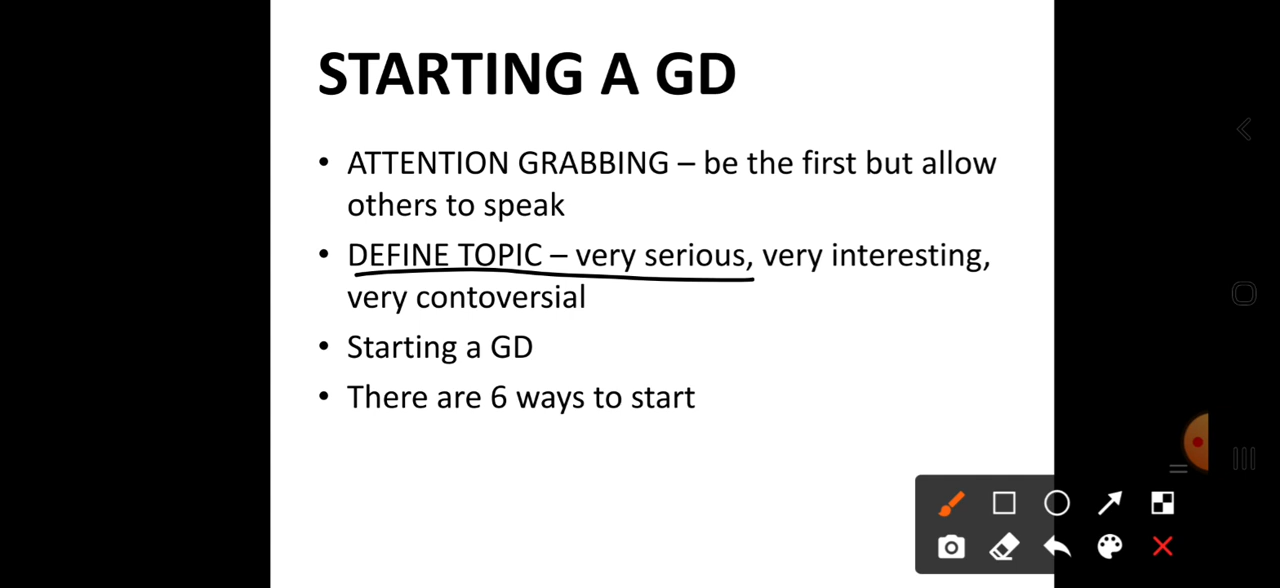 STARTING A GD
• ATTENTION GRABBING – be the first but allow
others to speak
• DEFINE TOPIC – very serious, very interesting,
very contoversial
• Starting a GD
• There are 6 ways to start